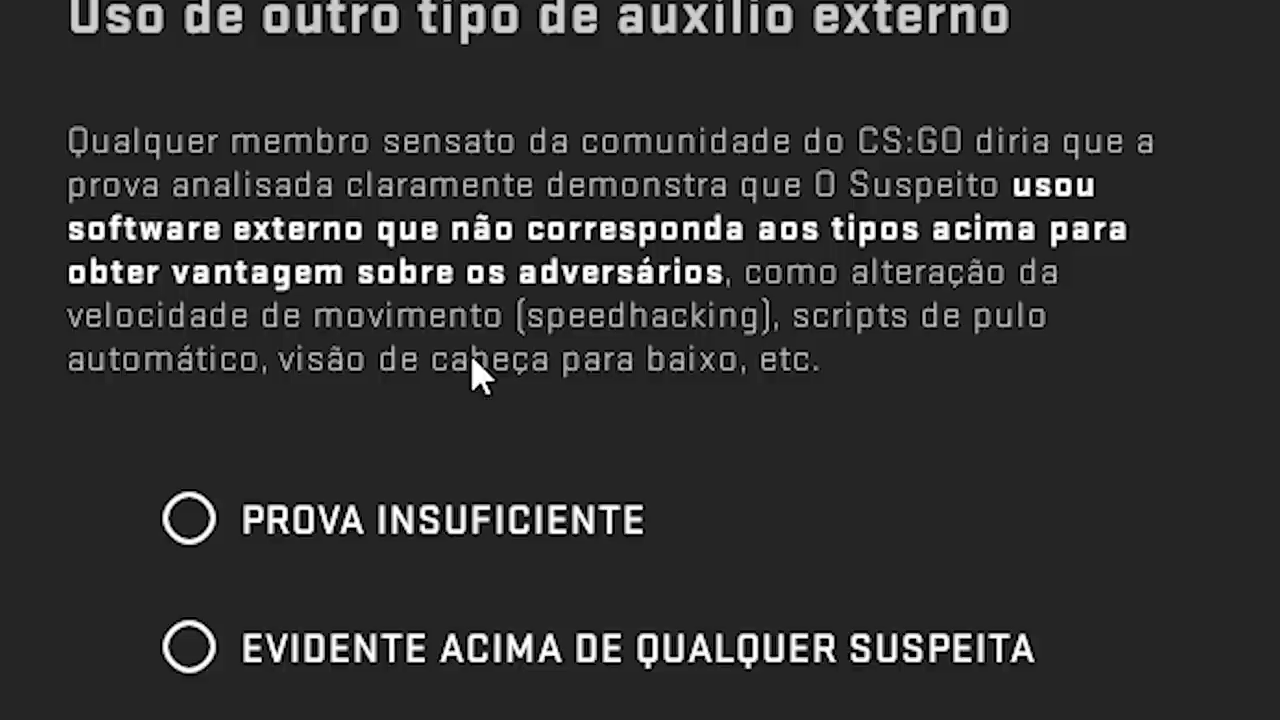 Uso de outro tipo de auxílio externo
Qualquer membro sensato da comunidade do CS:GO diria que a
prova analisada claramente demonstra que O Suspeito usou
software externo que não corresponda aos tipos acima para
obter vantagem sobre os adversários, como alteração da
velocidade de movimento (speedhacking), scripts de pulo
automático, visão de cabeça para baixo, etc.
PROVA INSUFICIENTE
EVIDENTE ACIMA DE QUALQUER SUSPEITA